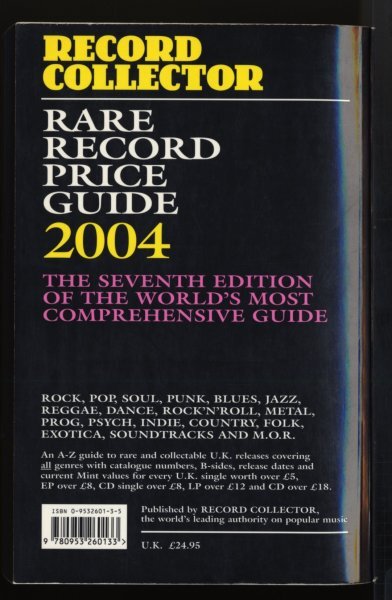 RECORD
COLLECTOR
RARE
RECORD
PRICE
GUIDE
2004
THE SEVENTH EDITION
OF THE WORLD'S MOST
COMPREHENSIVE GUIDE
ROCK, POP, SOUL, PUNK, BLUES, JAZZ,
REGGAE, DANCE, ROCK'N'ROLL, METAL,
PROG, PSYCH, INDIE, COUNTRY, FOLK,
EXOTICA, SOUNDTRACKS AND M.O.R.
An A-Z guide to rare and collectable U.K. releases covering
all genres with catalogue numbers, B-sides, release dates and
current Mint values for every U.K. single worth over £5,
EP over £8, CD single over £8, LP over £12 and CD over £18.
ISBN 0-9532601-3-5
9 780953 260133 >
Published by RECORD COLLECTOR,
the world's leading authority on popular music
U.K. £24.95